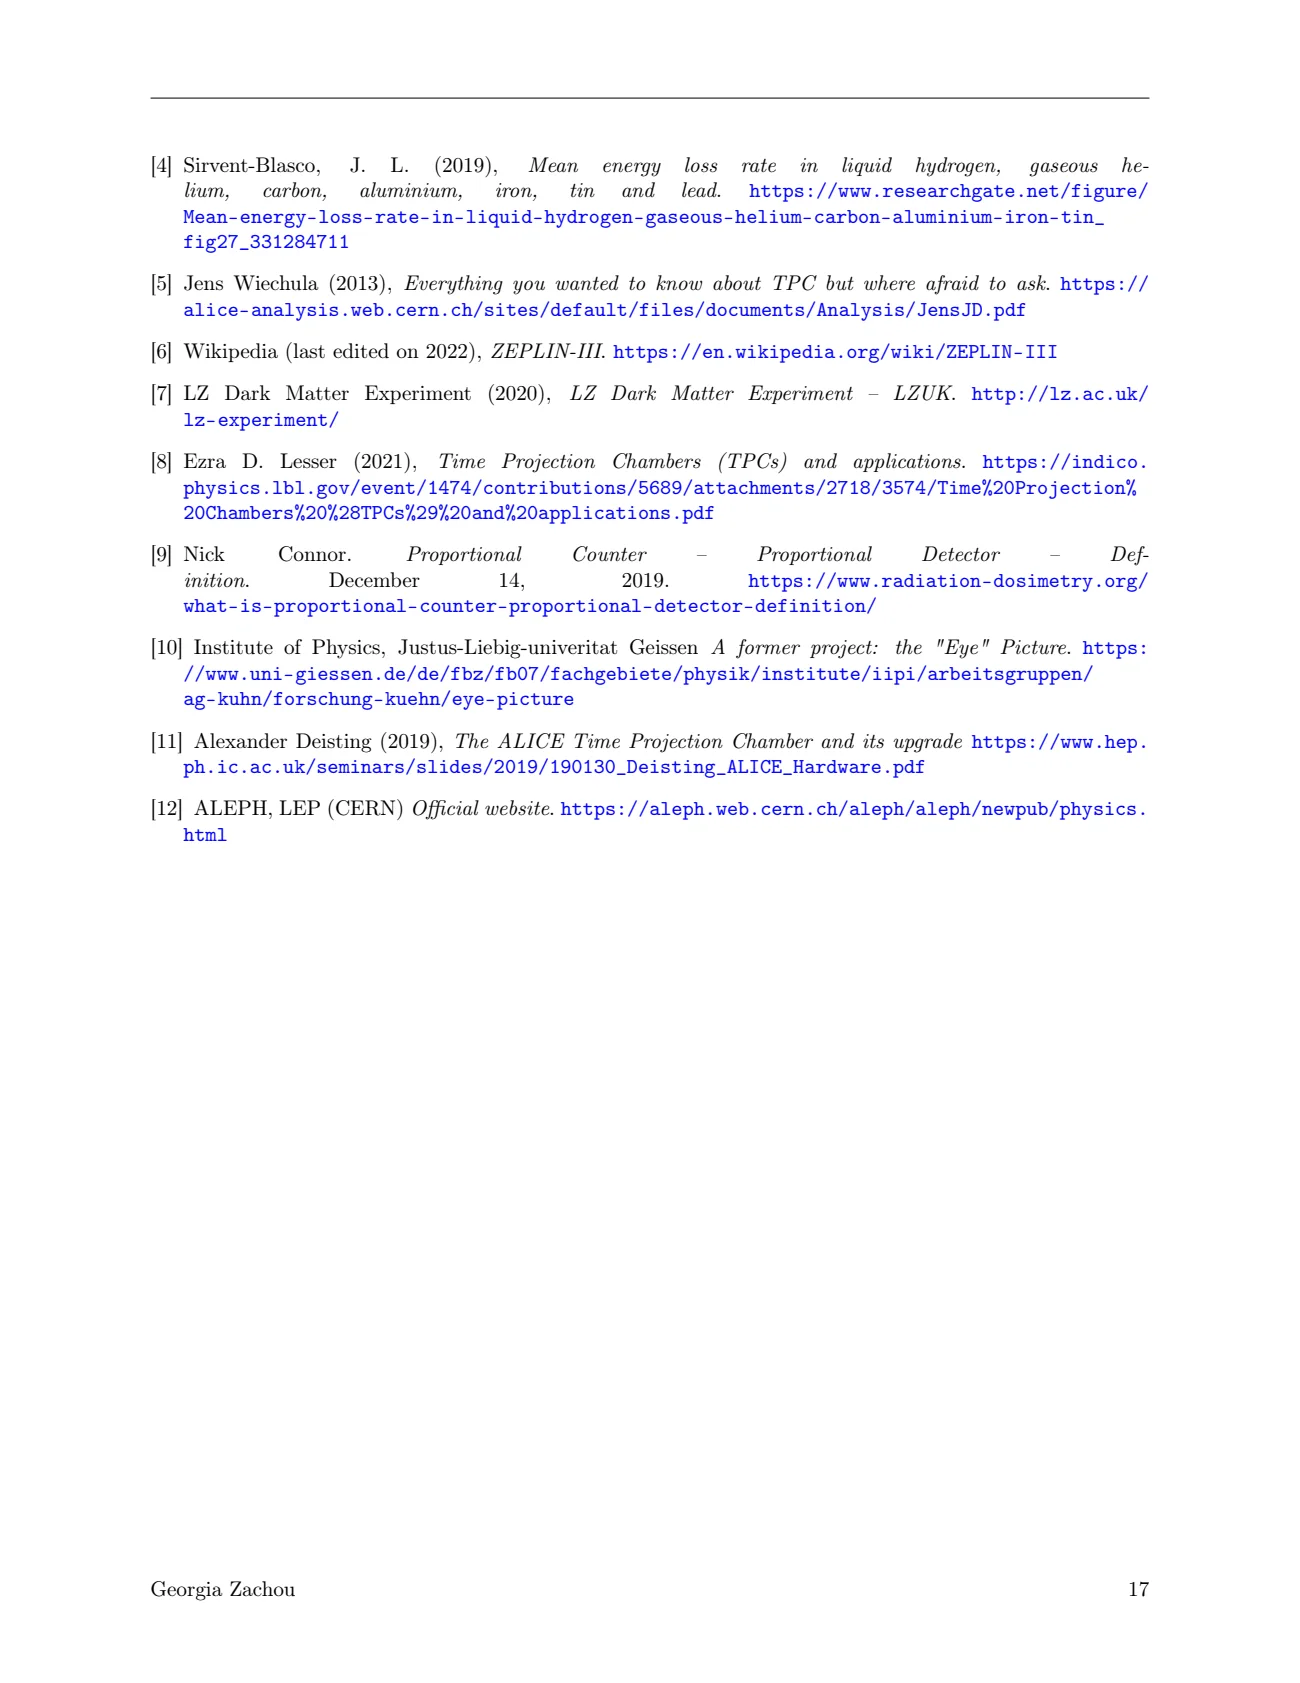 [4] Sirvent-Blasco, J. L. (2019), Mean energy loss rate in liquid hydrogen, gaseous he-
lium, carbon, aluminium, iron, tin and lead. https://www.researchgate.net/figure/
Mean-energy-loss-rate-in-liquid-hydrogen-gaseous-helium-carbon-aluminium-iron-tin_
fig27_331284711
[5] Jens Wiechula (2013), Everything you wanted to know about TPC but where afraid to ask. https://
alice-analysis.web.cern.ch/sites/default/files/documents/Analysis/JensJD.pdf
[6] Wikipedia (last edited on 2022), ZEPLIN-III. https://en.wikipedia.org/wiki/ZEPLIN-III
[7] LZ Dark Matter Experiment (2020), LZ Dark Matter Experiment – LZUK. http://lz.ac.uk/
lz-experiment/
[8] Ezra D. Lesser (2021), Time Projection Chambers (TPCs) and applications. https://indico.
physics.lbl.gov/event/1474/contributions/5689/attachments/2718/3574/Time%20Projection%
20Chambers%20%28TPCs%29%20and%20applications.pdf
[9] Nick Connor. Proportional Counter – Proportional Detector – Def-
inition. December 14, 2019. https://www.radiation-dosimetry.org/
what-is-proportional-counter-proportional-detector-definition/
[10] Institute of Physics, Justus-Liebig-univeritat Geissen A former project: the "Eye" Picture. https:
//www.uni-giessen.de/de/fbz/fb07/fachgebiete/physik/institute/iipi/arbeitsgruppen/
ag-kuhn/forschung-kuehn/eye-picture
[11] Alexander Deisting (2019), The ALICE Time Projection Chamber and its upgrade https://www.hep.
ph.ic.ac.uk/seminars/slides/2019/190130_Deisting_ALICE_Hardware.pdf
[12] ALEPH, LEP (CERN) Official website. https://aleph.web.cern.ch/aleph/aleph/newpub/physics.
html
Georgia Zachou 17